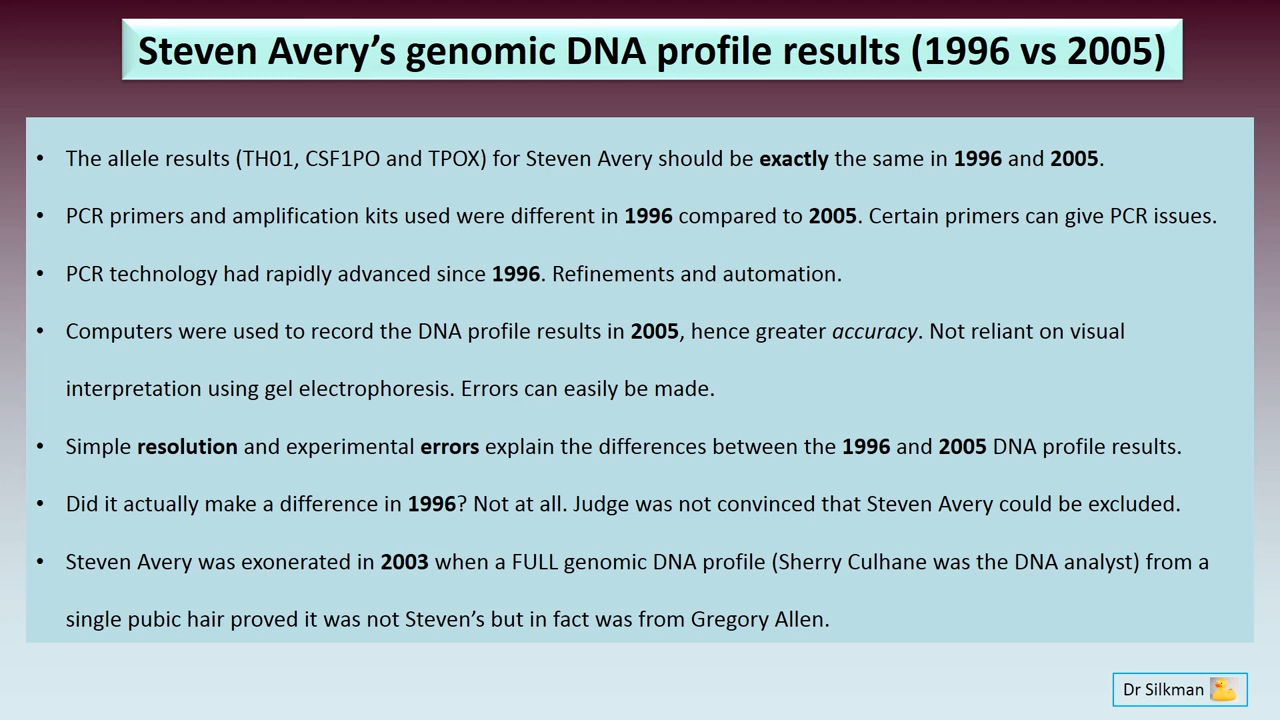 Steven Avery’s genomic DNA profile results (1996 vs 2005)
• The allele results (TH01, CSF1PO and TPOX) for Steven Avery should be exactly the same in 1996 and 2005.
• PCR primers and amplification kits used were different in 1996 compared to 2005. Certain primers can give PCR issues.
• PCR technology had rapidly advanced since 1996. Refinements and automation.
• Computers were used to record the DNA profile results in 2005, hence greater accuracy. Not reliant on visual
interpretation using gel electrophoresis. Errors can easily be made.
• Simple resolution and experimental errors explain the differences between the 1996 and 2005 DNA profile results.
• Did it actually make a difference in 1996? Not at all. Judge was not convinced that Steven Avery could be excluded.
• Steven Avery was exonerated in 2003 when a FULL genomic DNA profile (Sherry Culhane was the DNA analyst) from a
single pubic hair proved it was not Steven’s but in fact was from Gregory Allen.
Dr Silkman